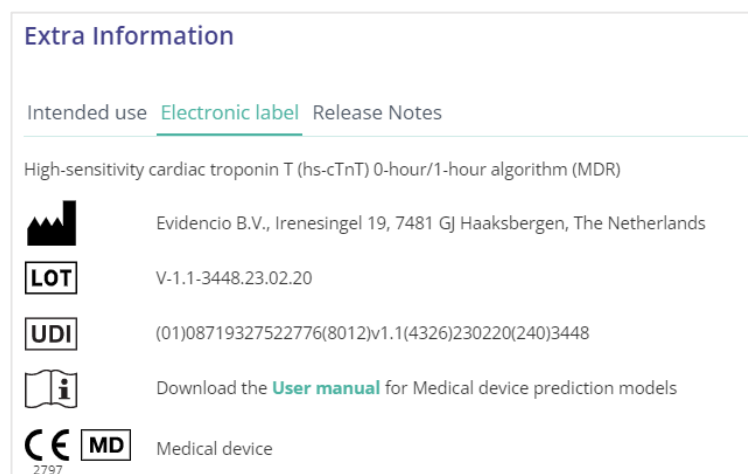 Extra Information
Intended use Electronic label Release Notes
High-sensitivity cardiac troponin T (hs-cTnT) 0-hour/1-hour algorithm (MDR)
Evidencio B.V., Irenesingel 19, 7481 GJ Haaksbergen, The Netherlands
LOT V-1.1-3448.23.02.20
UDI (01)08719327522776(8012)v1.1(4326)230220(240)3448
i Download the User manual for Medical device prediction models
CE MD Medical device
2797